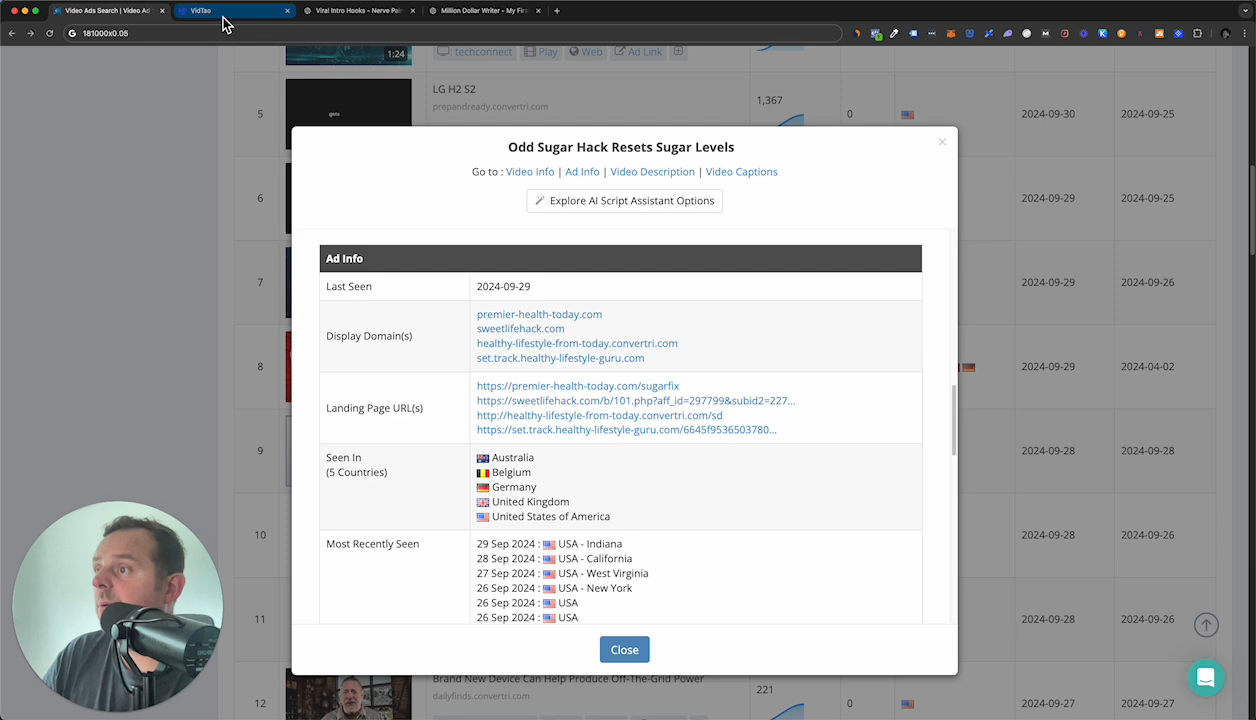 Video Ads Search | Video Ad
VidTao
Viral Intro Hooks - Nerve Pai
Million Dollar Writer - My Fir
181000x0.05
1:24
techconnect
Play
Web
Ad Link
5
goto
LG H2 S2
prepandready.convertri.com
1,367
0
2024-09-30
2024-09-25
Odd Sugar Hack Resets Sugar Levels
Go to : Video Info | Ad Info | Video Description | Video Captions
Explore AI Script Assistant Options
6
2024-09-29
2024-09-25
Ad Info
Last Seen
2024-09-29
7
2024-09-29
2024-09-26
Display Domain(s)
premier-health-today.com
sweetlifehack.com
healthy-lifestyle-from-today.convertri.com
set.track.healthy-lifestyle-guru.com
8
2024-09-29
2024-04-02
Landing Page URL(s)
https://premier-health-today.com/sugarfix
https://sweetlifehack.com/b/101.php?aff_id=297799&subid2=227...
http://healthy-lifestyle-from-today.convertri.com/sd
https://set.track.healthy-lifestyle-guru.com/6645f9536503780...
9
2024-09-28
2024-09-28
Seen In
(5 Countries)
Australia
Belgium
Germany
United Kingdom
United States of America
10
2024-09-28
2024-09-26
Most Recently Seen
29 Sep 2024 : USA - Indiana
28 Sep 2024 : USA - California
27 Sep 2024 : USA - West Virginia
26 Sep 2024 : USA - New York
26 Sep 2024 : USA
26 Sep 2024 : USA
11
2024-09-28
2024-09-26
Close
12
Brand New Device Can Help Produce Off-The-Grid Power
dailyfinds.convertri.com
221
0
2024-09-27
2024-09-27